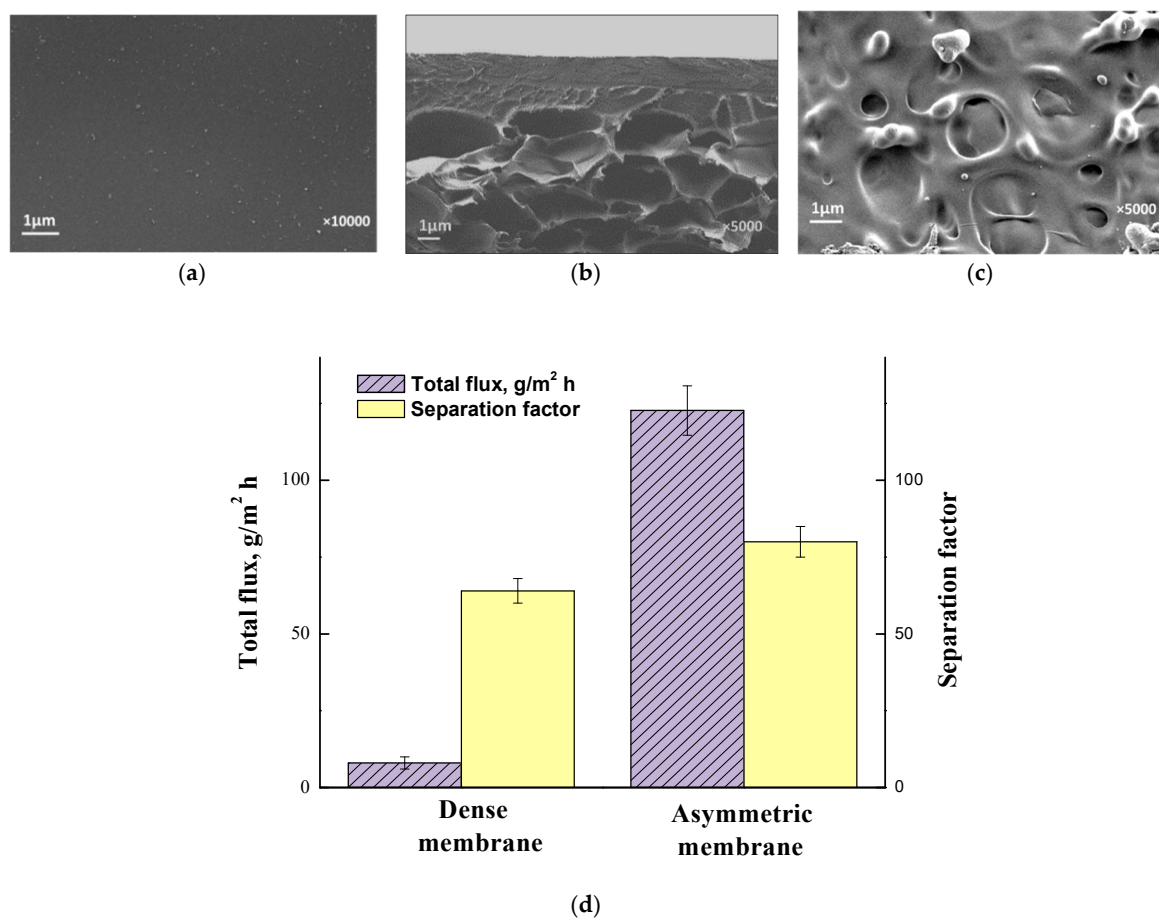 1μm
×10000
1μm
×5000
1μm
×5000
(a)
(b)
(c)
Total flux, g/m² h
Separation factor
100
50
0
100
50
0
Total flux, g/m² h
Separation factor
Dense
membrane
Asymmetric
membrane
(d)